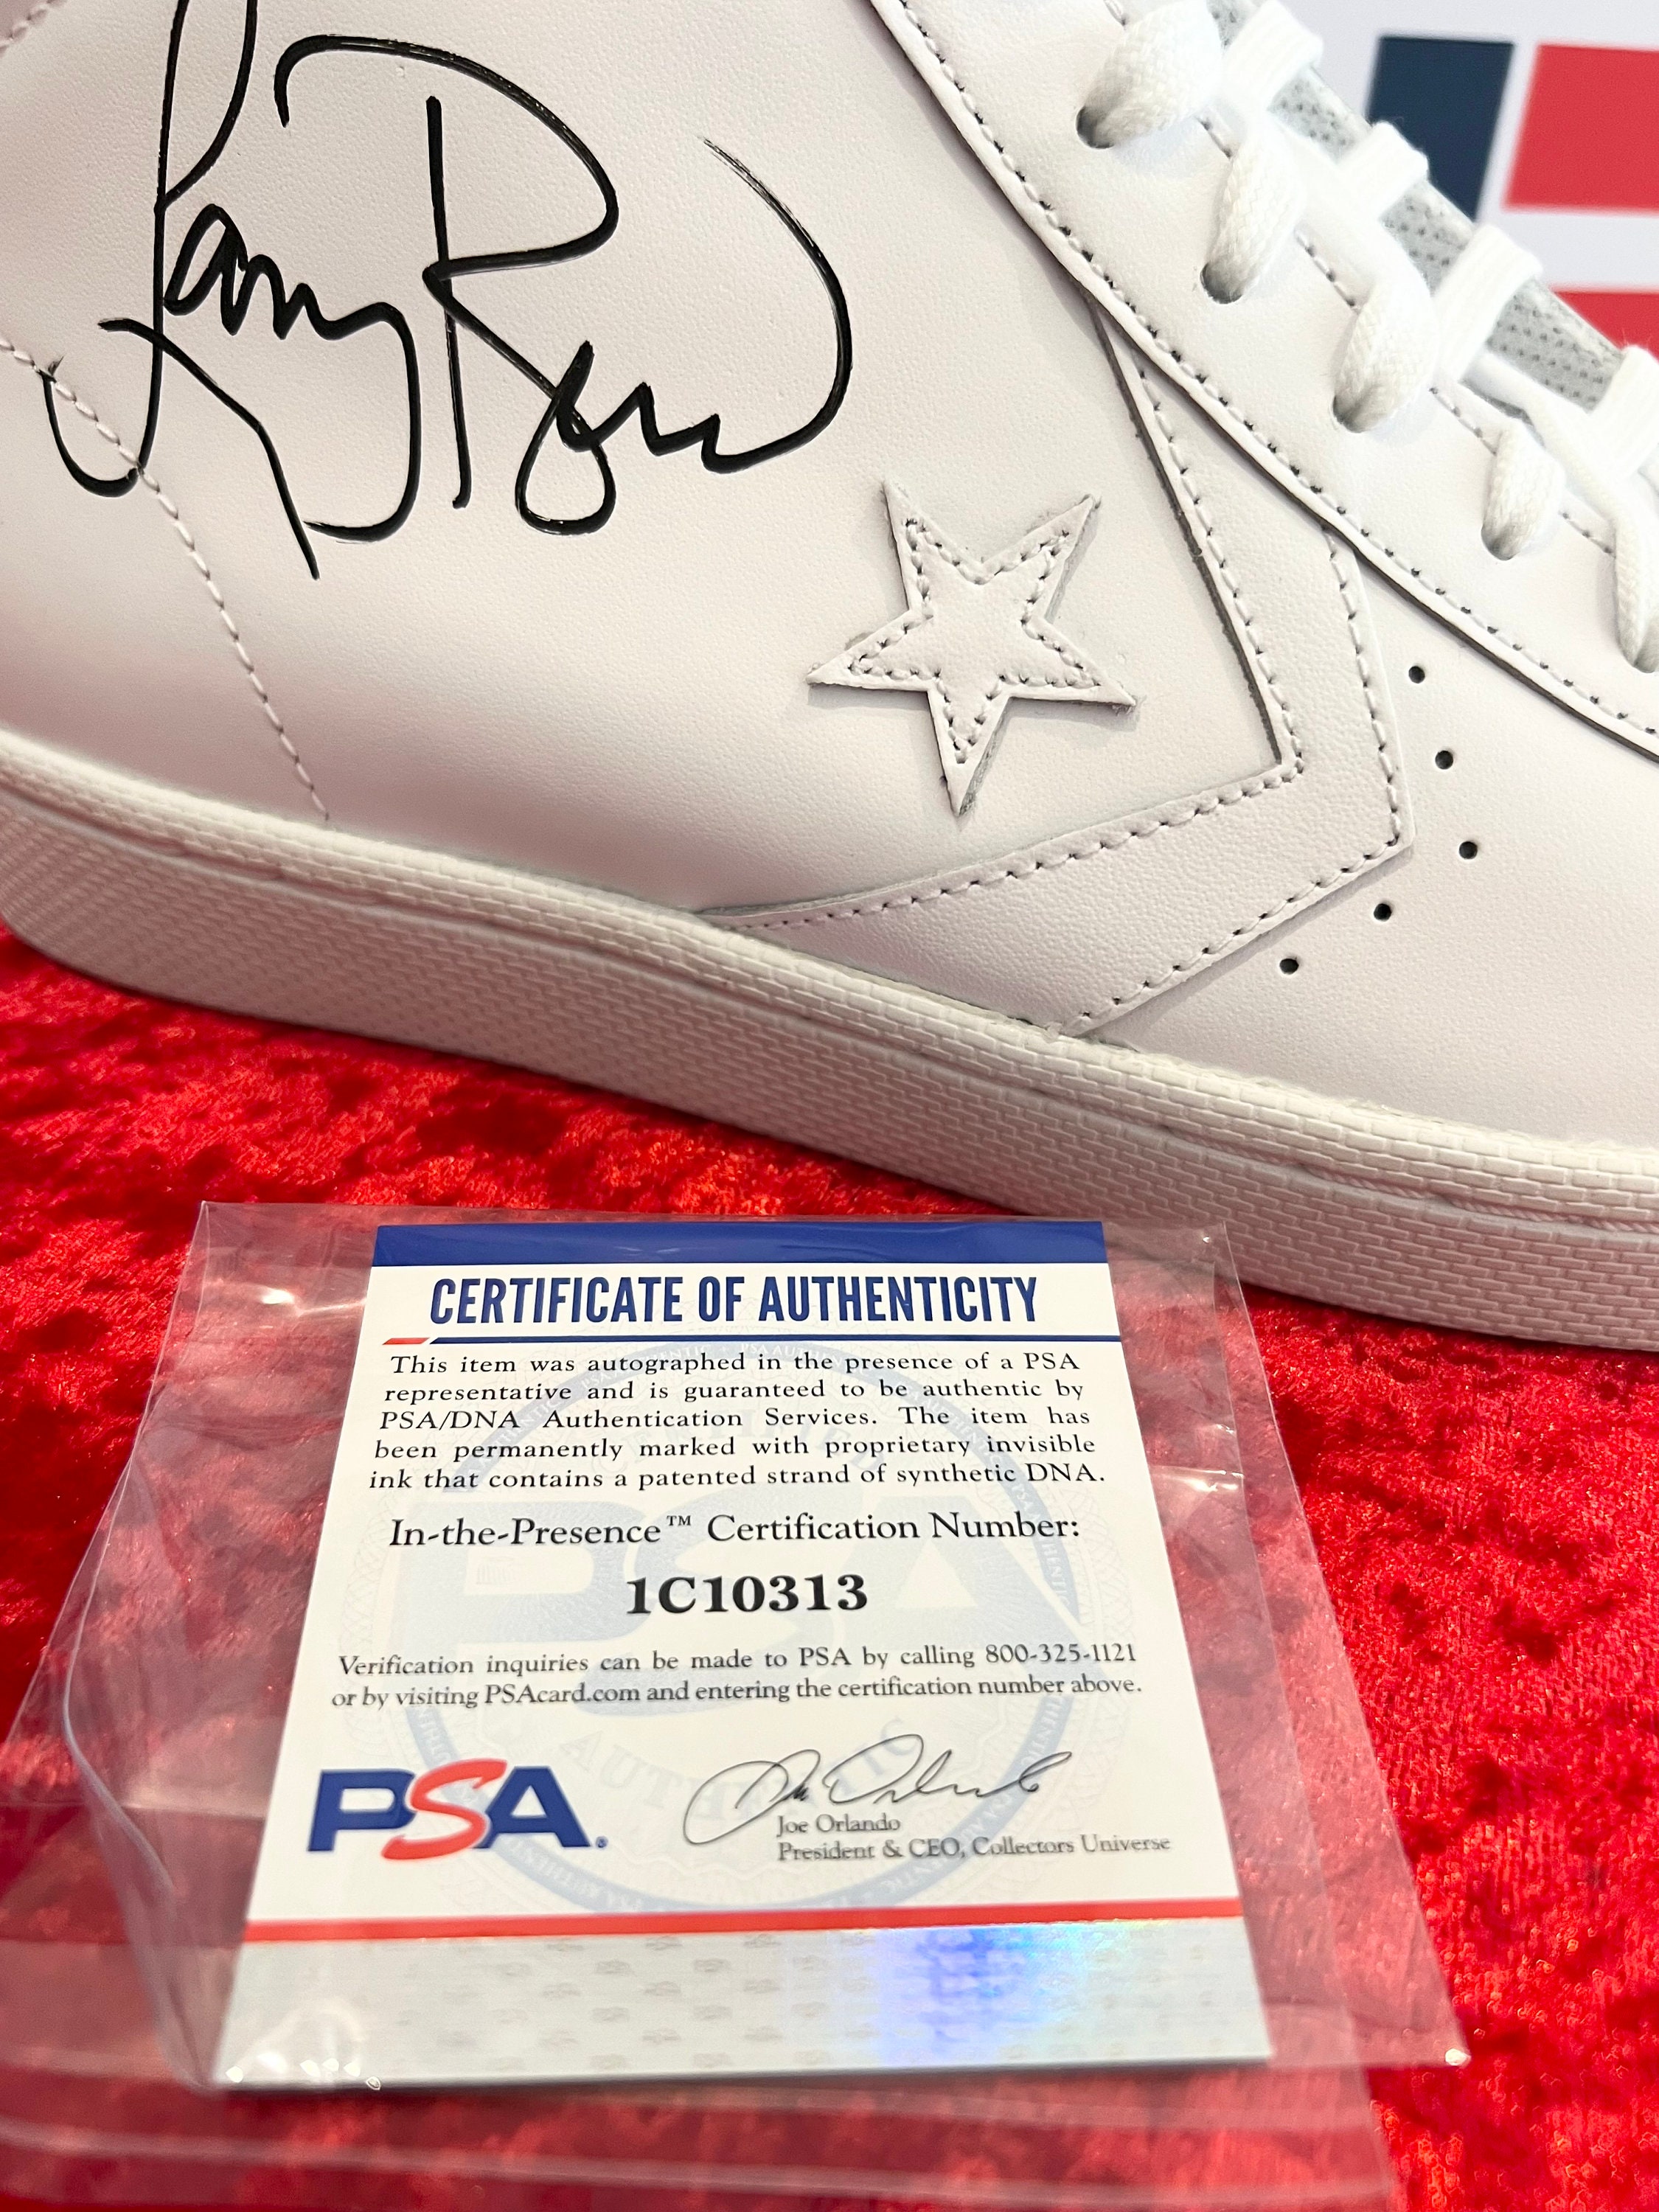 Larry Bird
CERTIFICATE OF AUTHENTICITY
This item was autographed in the presence of a PSA
representative and is guaranteed to be authentic by
PSA/DNA Authentication Services. The item has
been permanently marked with proprietary invisible
ink that contains a patented strand of synthetic DNA.
In-the-Presence™ Certification Number:
1C10313
Verification inquiries can be made to PSA by calling 800-325-1121
or by visiting PSAcard.com and entering the certification number above.
PSA
Joe Orlando
Joe Orlando
President & CEO, Collectors Universe